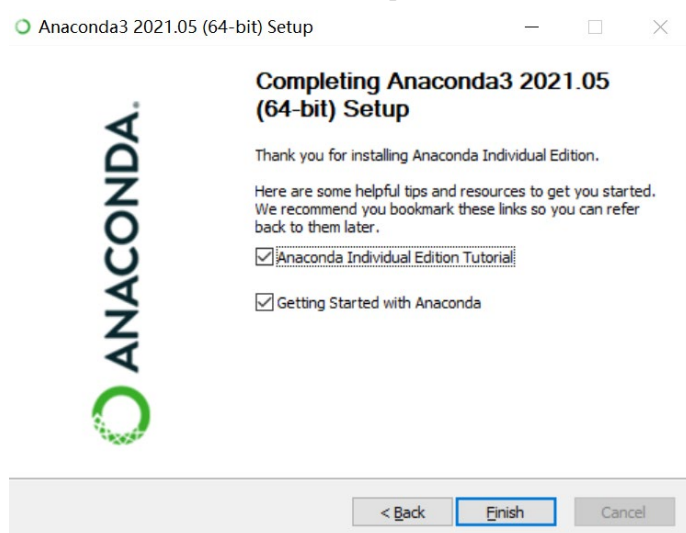 Anaconda3 2021.05 (64-bit) Setup
Completing Anaconda3 2021.05
(64-bit) Setup
Thank you for installing Anaconda Individual Edition.
Here are some helpful tips and resources to get you started.
We recommend you bookmark these links so you can refer
back to them later.
Anaconda Individual Edition Tutorial
Getting Started with Anaconda
ANACONDA.
< Back
Finish
Cancel